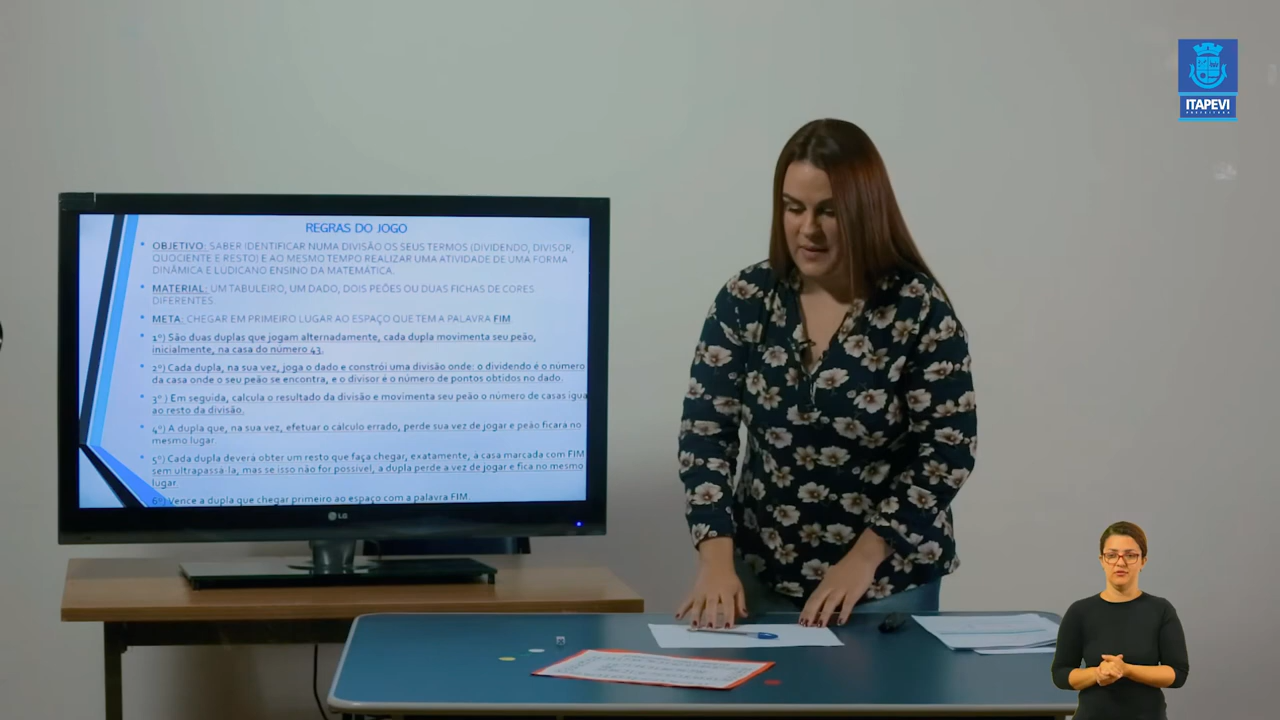 REGRAS DO JOGO
OBJETIVO: SABER IDENTIFICAR NUMA DIVISÃO OS SEUS TERMOS (DIVIDENDO, DIVISOR,
QUOCIENTE E RESTO) E AO MESMO TEMPO REALIZAR UMA ATIVIDADE DE UMA FORMA
DINÂMICA E LUDICANO ENSINO DA MATEMÁTICA.
MATERIAL: UM TABULEIRO, UM DADO, DOIS PEÕES OU DUAS FICHAS DE CORES
DIFERENTES.
META: CHEGAR EM PRIMEIRO LUGAR AO ESPAÇO QUE TEM A PALAVRA FIM
1º) São duas duplas que jogam alternadamente, cada dupla movimenta seu peão,
inicialmente, na casa do número 43.
2º) Cada dupla, na sua vez, joga o dado e constrói uma divisão onde: o dividendo é o número
da casa onde o seu peão se encontra, e o divisor é o número de pontos obtidos no dado.
3º) Em seguida, calcula o resultado da divisão e movimenta seu peão o número de casas igua
ao resto da divisão.
4º) A dupla que, na sua vez, efetuar o cálculo errado, perde sua vez de jogar e peão ficara no
mesmo lugar.
5º) Cada dupla deverá obter um resto que faça chegar, exatamente, a casa marcada com FIM
sem ultrapassá-la, mas se isso não for possível, a dupla perde a vez de jogar e fica no mesmo
lugar.
6º) Vence a dupla que chegar primeiro ao espaço com a palavra FIM.
LG
ITAPEVI
PREFEITURA